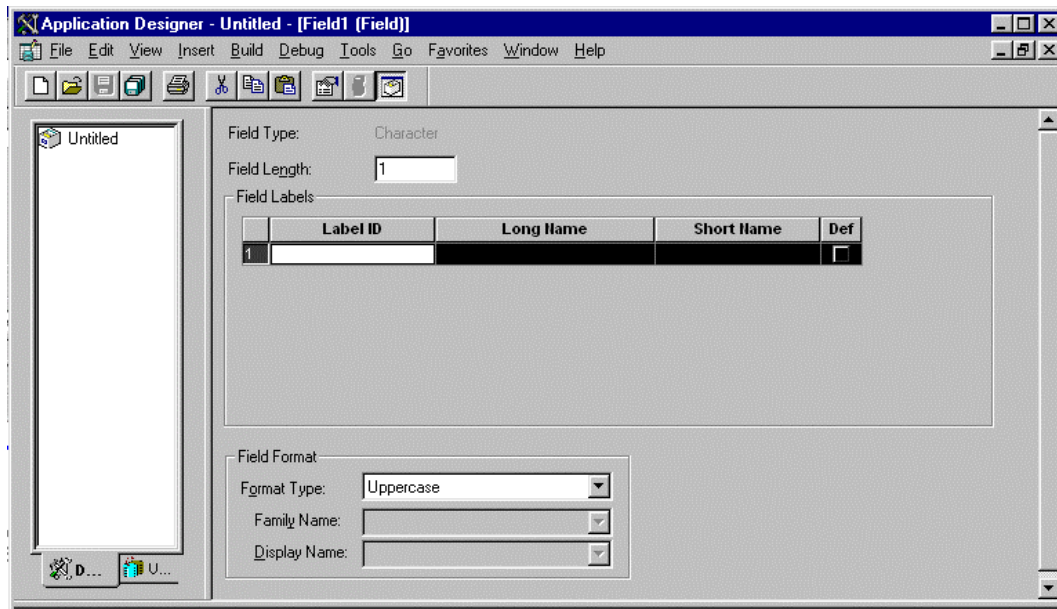 Application Designer - Untitled - [Field1 (Field)]
File Edit View Insert Build Debug Tools Go Favorites Window Help
Untitled
Field Type: Character
Field Length: 1
Field Labels
Label ID Long Name Short Name Def
1
Field Format
Format Type: Uppercase
Family Name:
Display Name:
D... U...